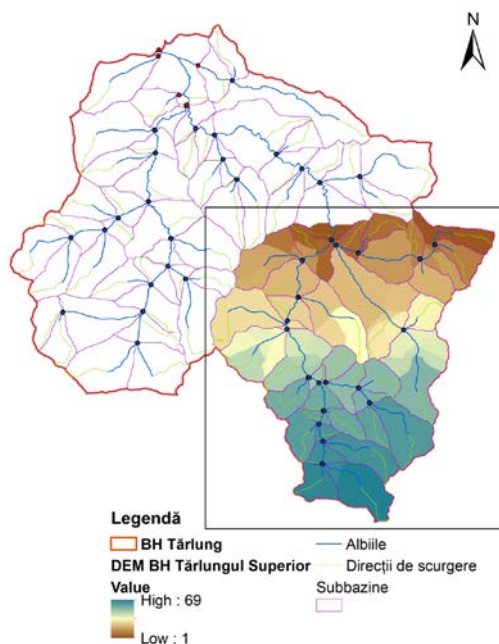 N
Legendă
BH Tărlung
DEM BH Tărlungul Superior
Value
High : 69
Low : 1
Albiile
Direcții de scurgere
Subbazine